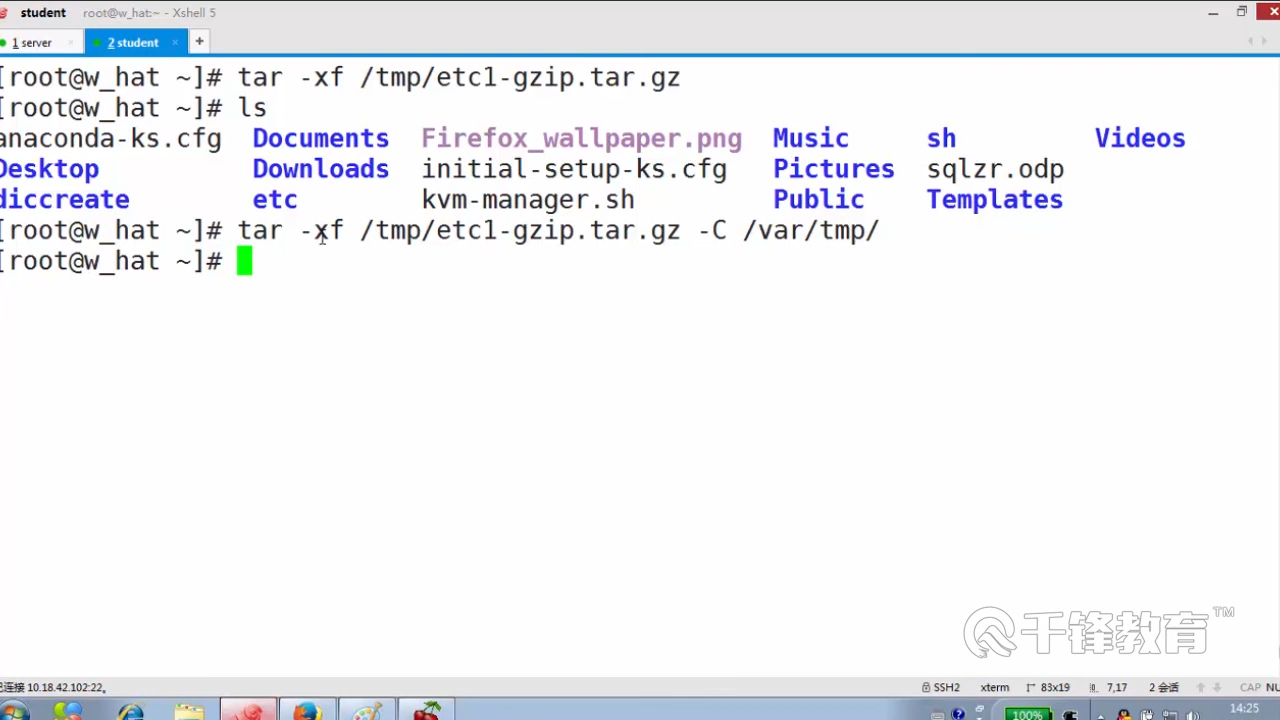 student root@w_hat:~ - Xshell 5
1 server 2 student +
[root@w_hat ~]# tar -xf /tmp/etc1-gzip.tar.gz
[root@w_hat ~]# ls
anaconda-ks.cfg Documents Firefox_wallpaper.png Music sh Videos
Desktop Downloads initial-setup-ks.cfg Pictures sqlzr.odp
diccreate etc kvm-manager.sh Public Templates
[root@w_hat ~]# tar -xf /tmp/etc1-gzip.tar.gz -C /var/tmp/
[root@w_hat ~]#
千锋教育™
已连接 10.18.42.102:22。 SSH2 xterm 83x19 7,17 2 会话 CAP NU
100% 14:25